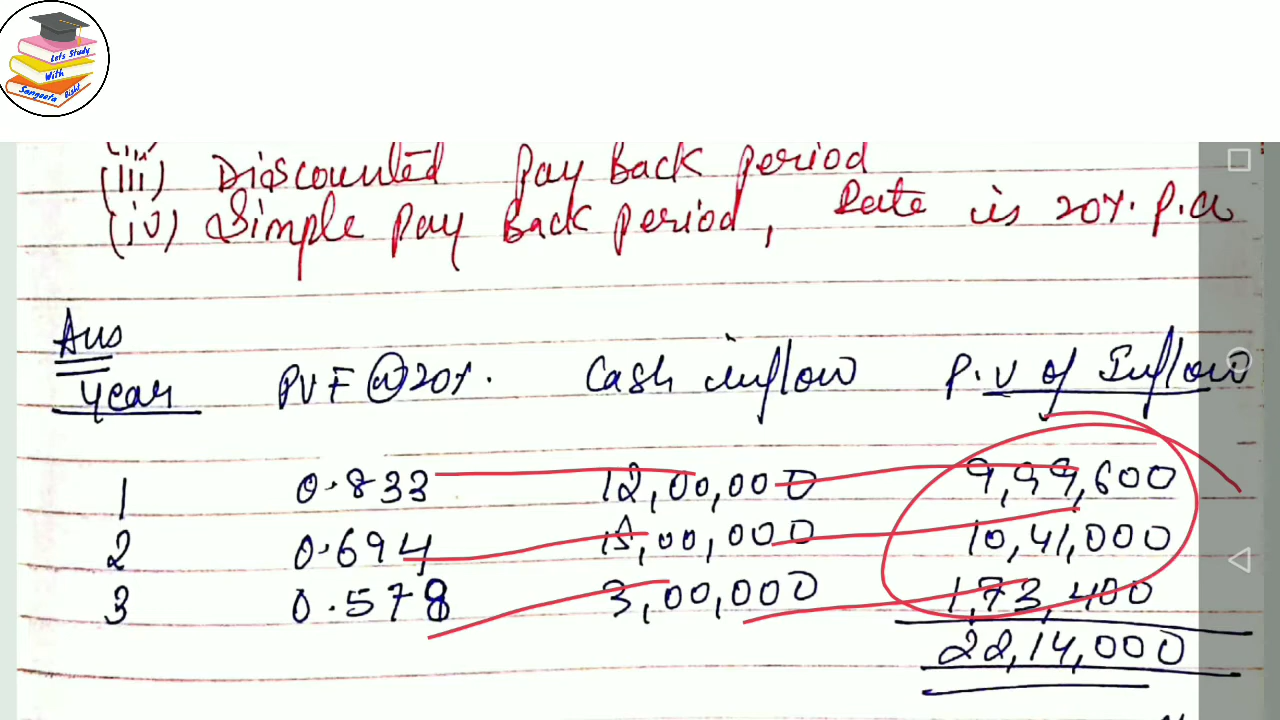 Lets Study
With
Sangeeta Bisht
(iii) Discounted Pay Back Period
(iv) Simple Pay Back Period, Rate is 20% P.a
Ans
Year PVF @20%. Cash inflow P.V of Inflow
1 0.833 12,00,000 9,99,600
2 0.694 15,00,000 10,41,000
3 0.578 3,00,000 1,73,400
22,14,000